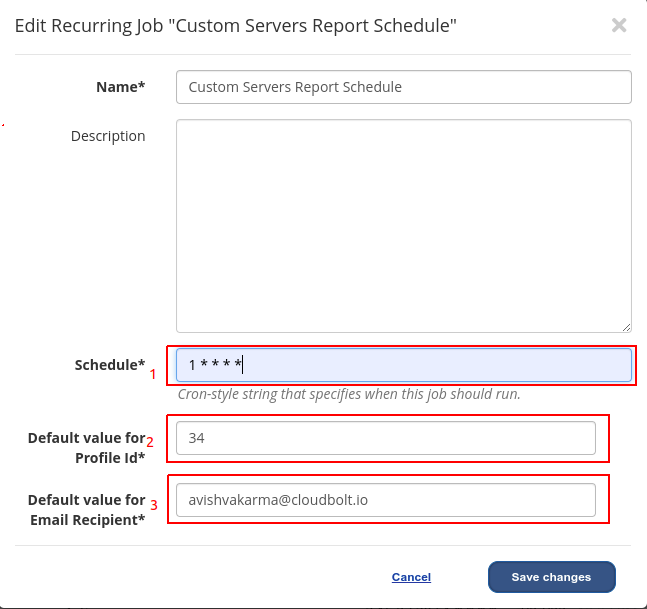 Edit Recurring Job "Custom Servers Report Schedule" ×
Name* Custom Servers Report Schedule
Description
Schedule* 1 1 * * * *
Cron-style string that specifies when this job should run.
Default value for 2 34
Profile Id*
Default value for 3 avishvakarma@cloudbolt.io
Email Recipient*
Cancel Save changes